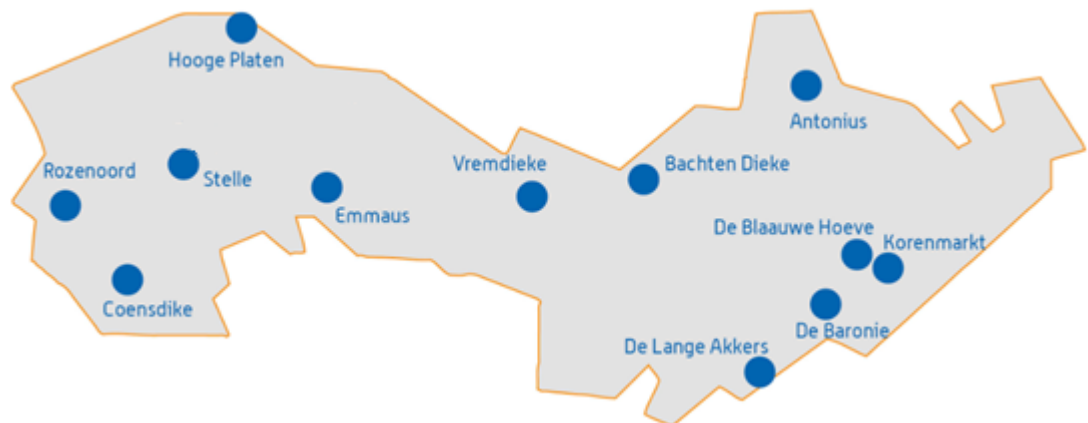 Hooge Platen
Antonius
Rozenoord
Stelle
Vremdieke
Bachten Dieke
Emmaus
De Blaauwe Hoeve
Korenmarkt
Coensdike
De Baronie
De Lange Akkers